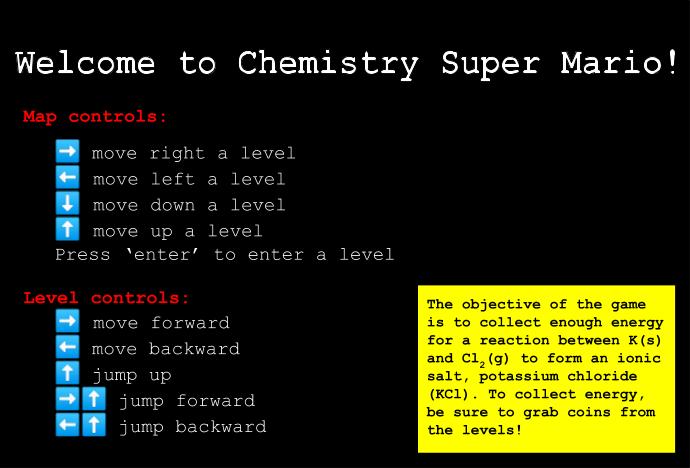 Welcome to Chemistry Super Mario!
Map controls:
➡ move right a level
⬅ move left a level
⬇ move down a level
⬆ move up a level
Press ‘enter’ to enter a level
Level controls:
➡ move forward
⬅ move backward
⬆ jump up
➡⬆ jump forward
⬅⬆ jump backward
The objective of the game
is to collect enough energy
for a reaction between K(s)
and Cl₂(g) to form an ionic
salt, potassium chloride
(KCl). To collect energy,
be sure to grab coins from
the levels!